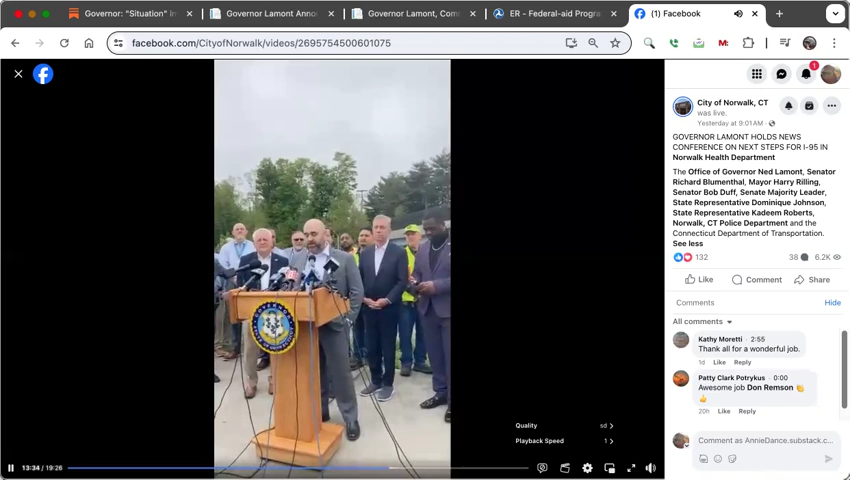 Governor: "Situation" Im
Governor Lamont Anno
Governor Lamont, Com
ER - Federal-aid Progra
(1) Facebook
facebook.com/CityofNorwalk/videos/2695754500601075
1
City of Norwalk, CT
was live.
Yesterday at 9:01 AM ·
GOVERNOR LAMONT HOLDS NEWS
CONFERENCE ON NEXT STEPS FOR I-95 IN
Norwalk Health Department
The Office of Governor Ned Lamont, Senator
Richard Blumenthal, Mayor Harry Rilling,
Senator Bob Duff, Senate Majority Leader,
State Representative Dominique Johnson,
State Representative Kadeem Roberts,
Norwalk, CT Police Department and the
Connecticut Department of Transportation.
See less
132
38
6.2K
Like
Comment
Share
Comments
Hide
All comments
Kathy Moretti · 2:55
Thank all for a wonderful job.
1d Like Reply
Patty Clark Potrykus · 0:00
Awesome job Don Remson 👏
👍
20h Like Reply
Comment as AnnieDance.substack.c...
GOVERNOR
Quality sd
Playback Speed 1
13:34 / 19:26